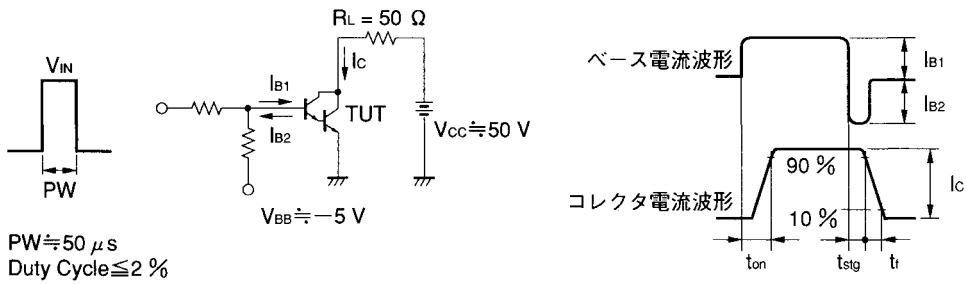 VIN
PW
PW≒50 μs
Duty Cycle≦2 %
RL = 50 Ω
IC
IB1
IB2
TUT
VCC≒50 V
VBB≒−5 V
ベース電流波形
IB1
IB2
コレクタ電流波形
90 %
10 %
IC
ton
tstg
tf